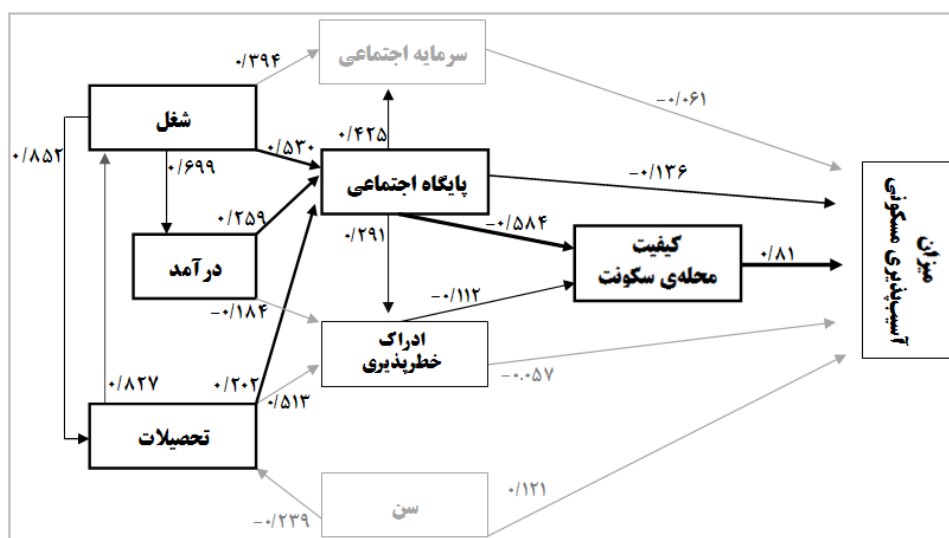 سرمایه اجتماعی
۰/۳۹۴
-۰/۰۶۱
شغل
۰/۸۵۲
۰/۶۹۹
۰/۵۳۰
۰/۴۲۵
پایگاه اجتماعی
-۰/۱۳۶
۰/۲۵۹
۰/۲۹۱
-۰/۵۸۴
میزان
آسیب‌پذیری مسکونی
درآمد
کیفیت
محله‌ی سکونت
۰/۸۱
-۰/۱۸۴
-۰/۱۱۲
ادراک
خطرپذیری
-۰.۰۵۷
۰/۸۲۷
۰/۲۰۲
۰/۵۱۳
تحصیلات
-۰/۲۳۹
سن
۰/۱۲۱